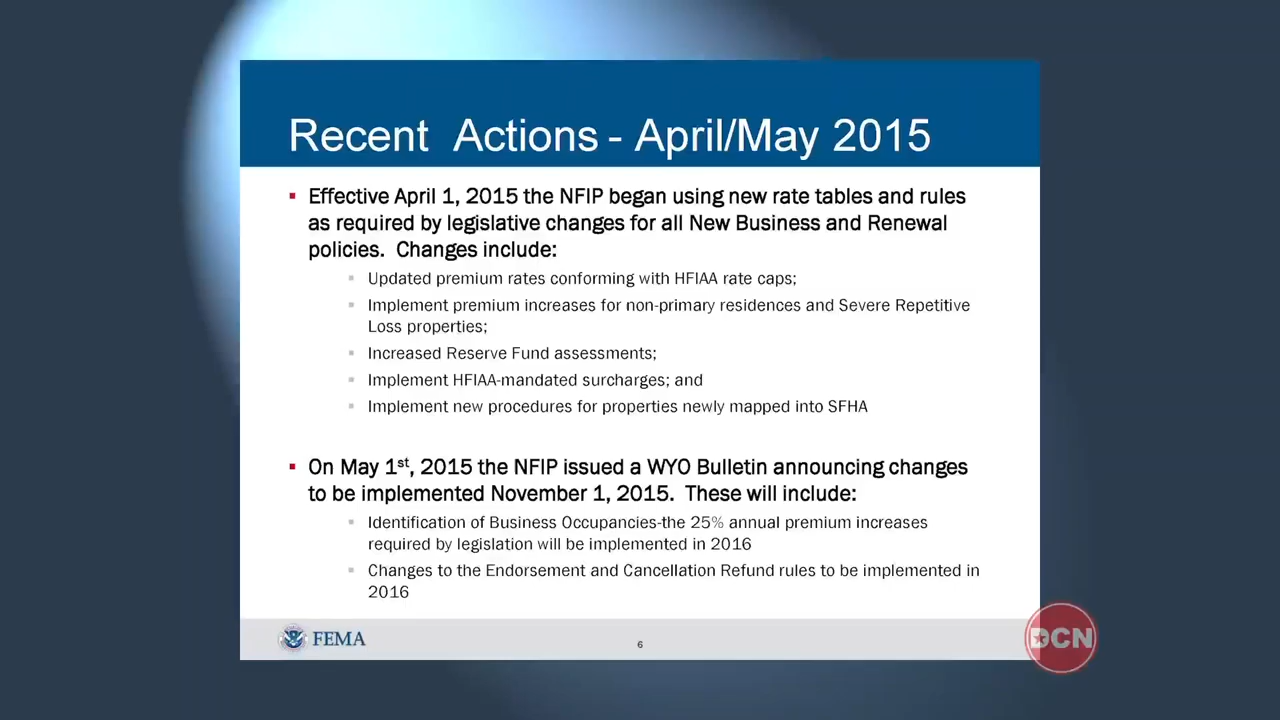 Recent Actions - April/May 2015
▪ Effective April 1, 2015 the NFIP began using new rate tables and rules
as required by legislative changes for all New Business and Renewal
policies. Changes include:
▪ Updated premium rates conforming with HFIAA rate caps;
▪ Implement premium increases for non-primary residences and Severe Repetitive
Loss properties;
▪ Increased Reserve Fund assessments;
▪ Implement HFIAA-mandated surcharges; and
▪ Implement new procedures for properties newly mapped into SFHA
▪ On May 1st, 2015 the NFIP issued a WYO Bulletin announcing changes
to be implemented November 1, 2015. These will include:
▪ Identification of Business Occupancies-the 25% annual premium increases
required by legislation will be implemented in 2016
▪ Changes to the Endorsement and Cancellation Refund rules to be implemented in
2016
FEMA
6
DCN